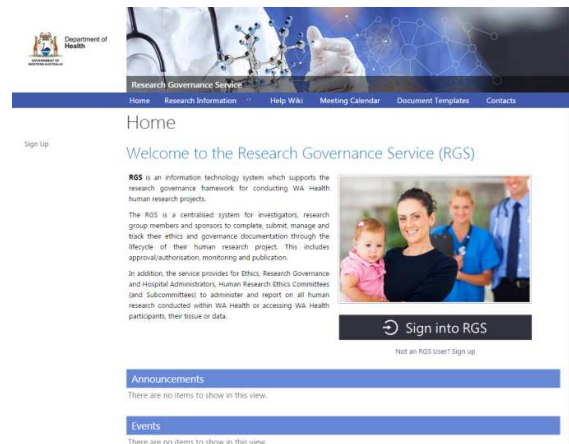 Department of
Health
GOVERNMENT OF
WESTERN AUSTRALIA
Research Governance Service
Home Research Information Help Wiki Meeting Calendar Document Templates Contacts
Sign Up
Home
Welcome to the Research Governance Service (RGS)
RGS is an information technology system which supports the
research governance framework for conducting WA Health
human research projects.
The RGS is a centralised system for investigators, research
group members and sponsors to complete, submit, manage and
track their ethics and governance documentation through the
lifecycle of their human research project. This includes
approval/authorisation, monitoring and publication.
In addition, the service provides for Ethics, Research Governance
and Hospital Administrators, Human Research Ethics Committees
(and Subcommittees) to administer and report on all human
research conducted within WA Health or accessing WA Health
participants, their tissue or data.
Sign into RGS
Not an RGS User? Sign up
Announcements
There are no items to show in this view.
Events
There are no items to show in this view.